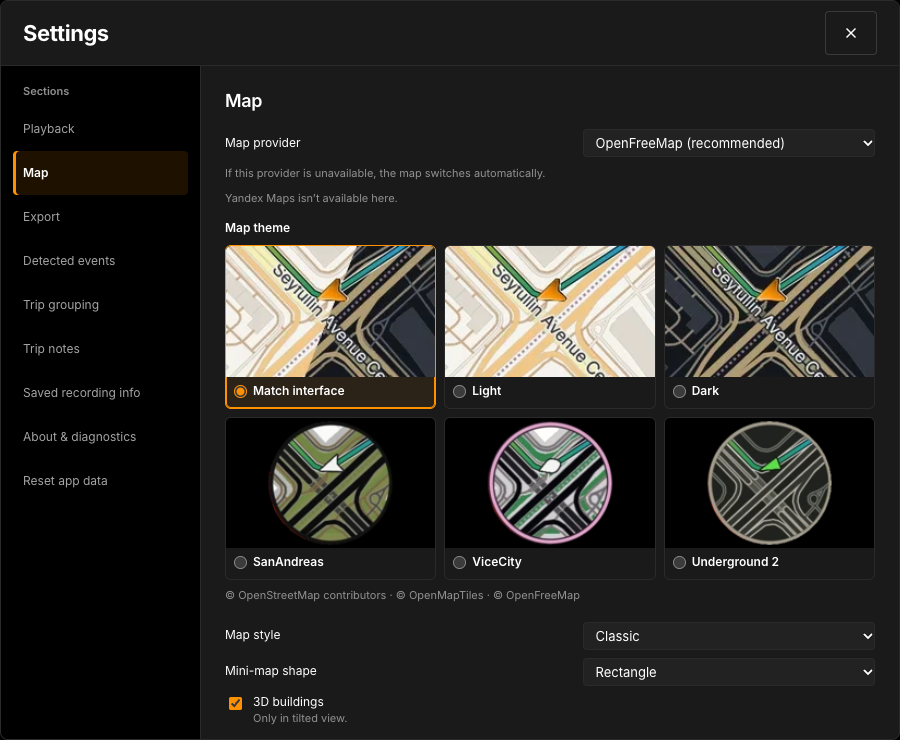 Settings
Sections
Playback
Map
Export
Detected events
Trip grouping
Trip notes
Saved recording info
About & diagnostics
Reset app data
Map
Map provider
OpenFreeMap (recommended)
If this provider is unavailable, the map switches automatically.
Yandex Maps isn't available here.
Map theme
Seyfullin Avenue Ce
Seyfullin Avenue Ce
Seyfullin Avenue Ce
Match interface
Light
Dark
SanAndreas
ViceCity
Underground 2
© OpenStreetMap contributors · © OpenMapTiles · © OpenFreeMap
Map style
Classic
Mini-map shape
Rectangle
3D buildings
Only in tilted view.